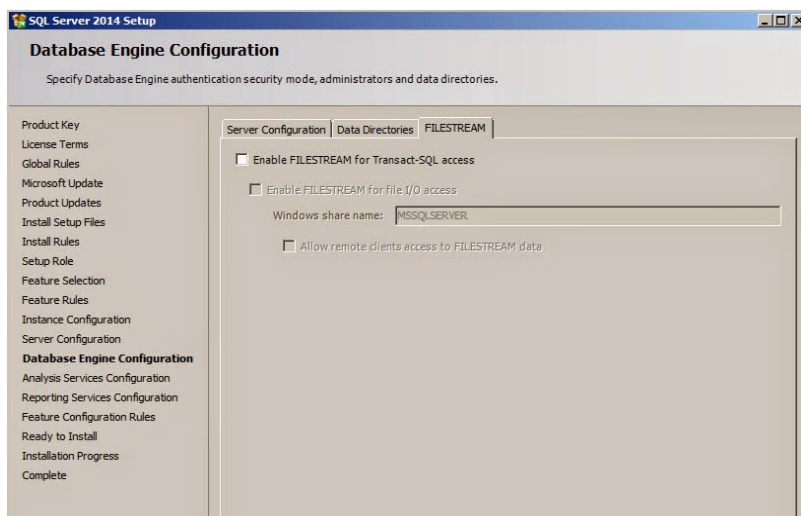 SQL Server 2014 Setup
Database Engine Configuration
Specify Database Engine authentication security mode, administrators and data directories.
Product Key
License Terms
Global Rules
Microsoft Update
Product Updates
Install Setup Files
Install Rules
Setup Role
Feature Selection
Feature Rules
Instance Configuration
Server Configuration
Database Engine Configuration
Analysis Services Configuration
Reporting Services Configuration
Feature Configuration Rules
Ready to Install
Installation Progress
Complete
Server Configuration Data Directories FILESTREAM
Enable FILESTREAM for Transact-SQL access
Enable FILESTREAM for file I/O access
Windows share name: MSSQLSERVER
Allow remote clients access to FILESTREAM data